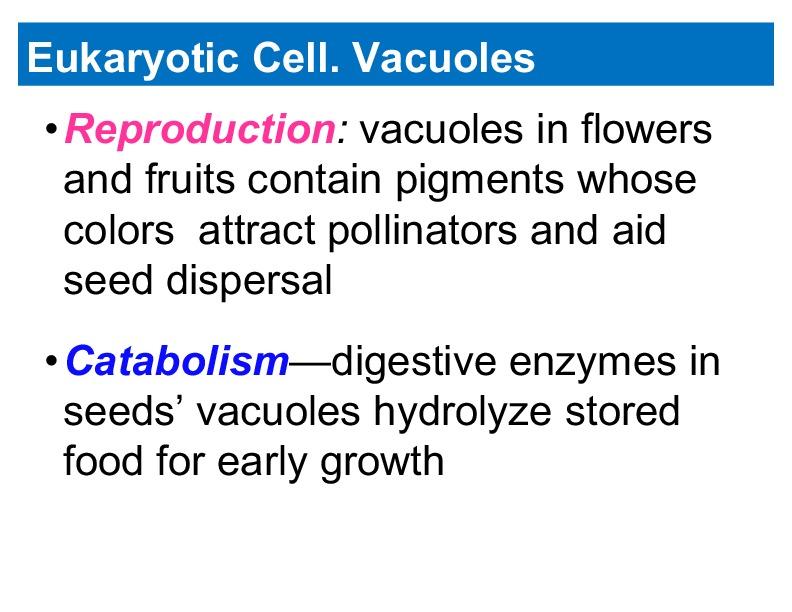 Eukaryotic Cell. Vacuoles
•Reproduction: vacuoles in flowers
and fruits contain pigments whose
colors  attract pollinators and aid
seed dispersal
•Catabolism—digestive enzymes in
seeds’ vacuoles hydrolyze stored
food for early growth